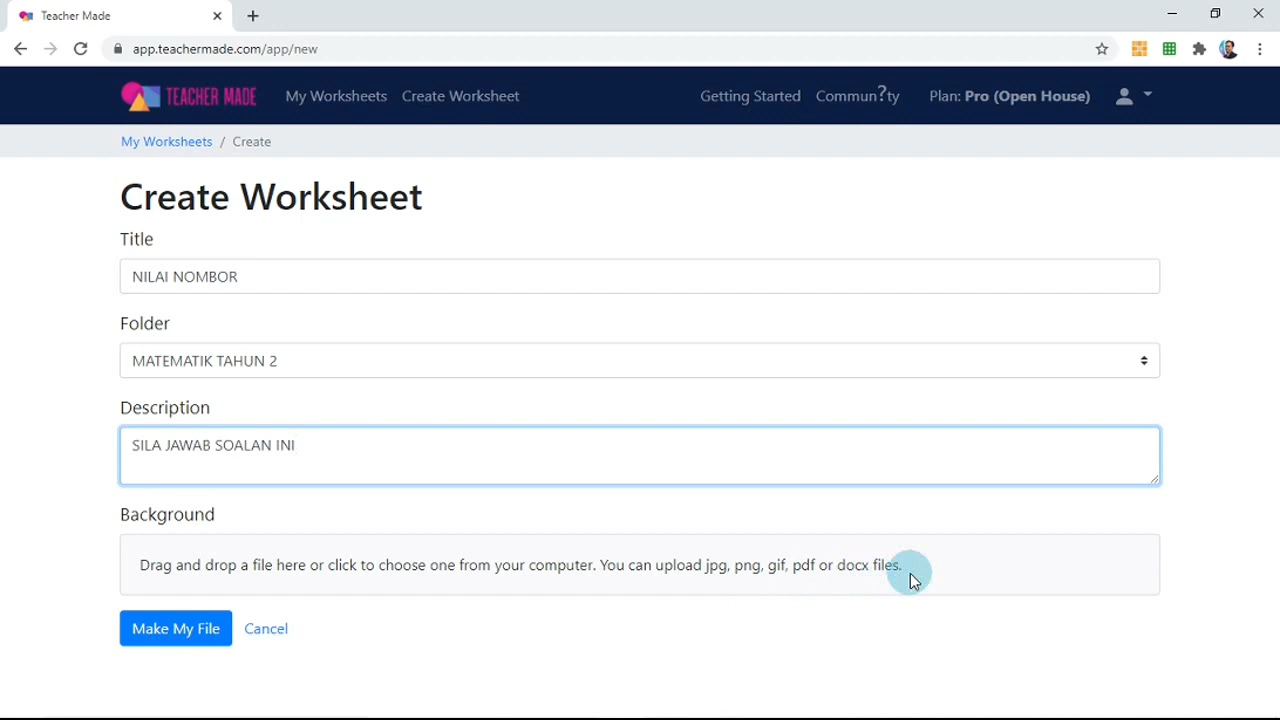 Teacher Made
app.teachermade.com/app/new
TEACHER MADE My Worksheets Create Worksheet Getting Started Commun?ty Plan: Pro (Open House)
My Worksheets / Create
Create Worksheet
Title
NILAI NOMBOR
Folder
MATEMATIK TAHUN 2
Description
SILA JAWAB SOALAN INI
Background
Drag and drop a file here or click to choose one from your computer. You can upload jpg, png, gif, pdf or docx files.
Make My File Cancel